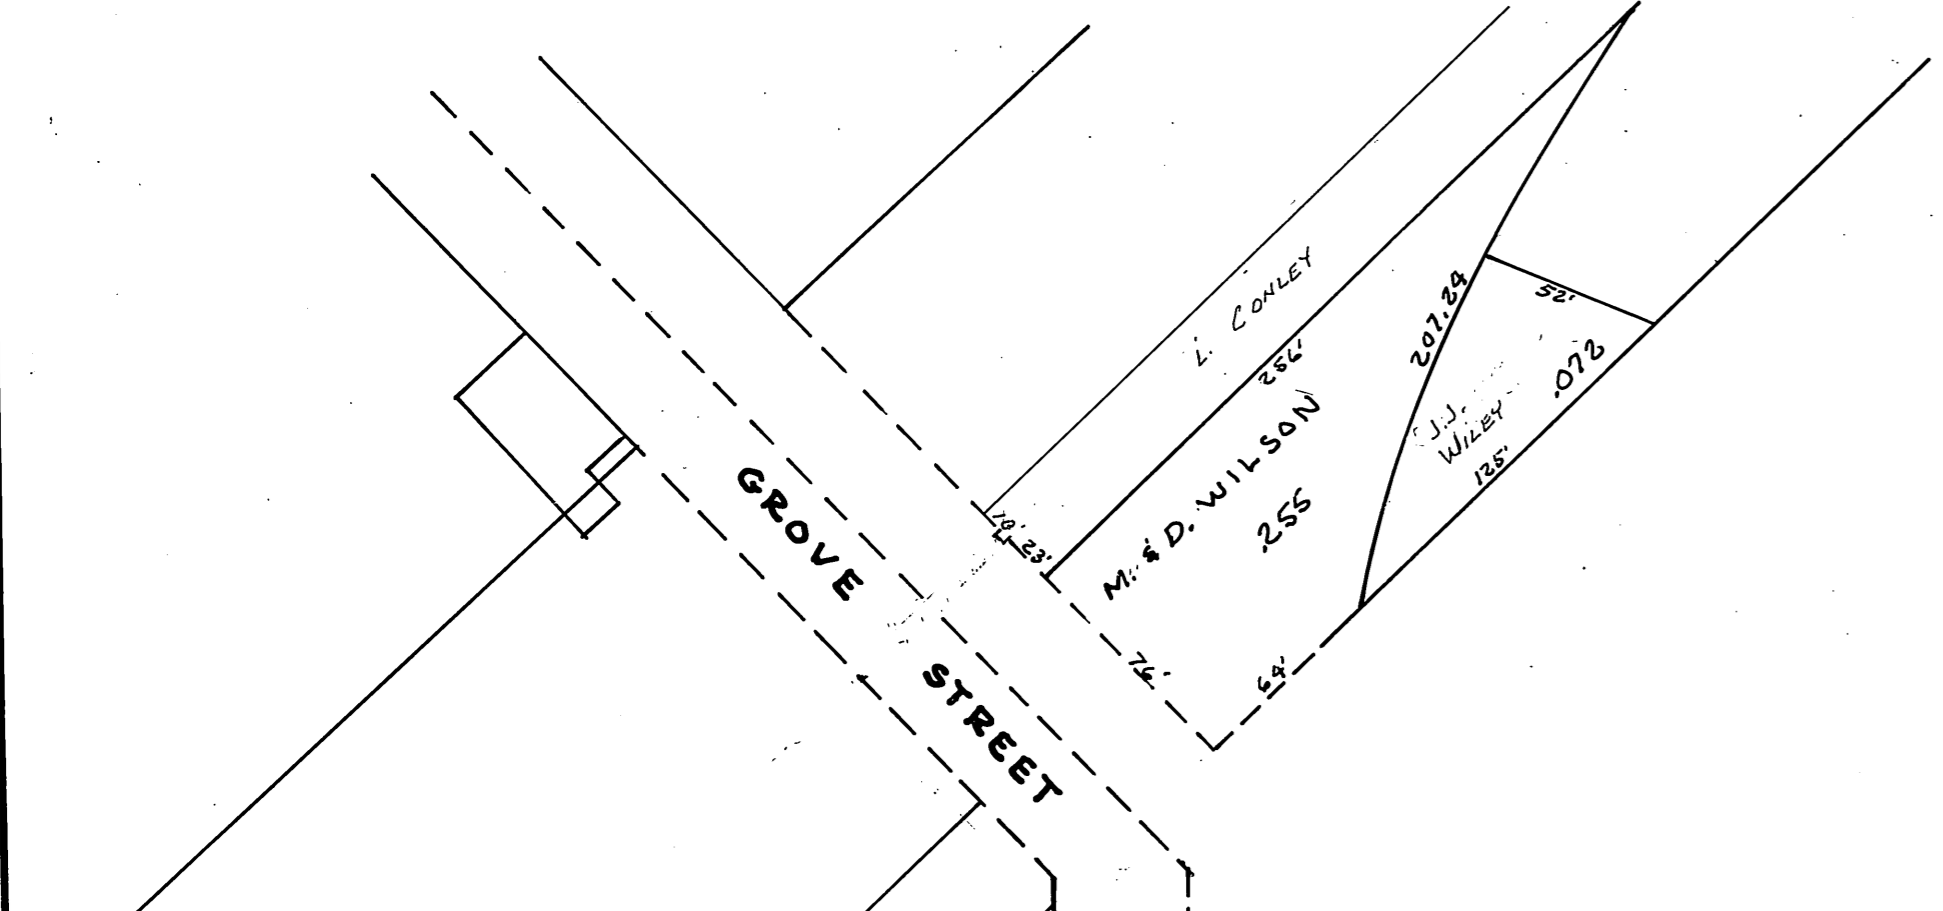 GROVE STREET
L. CONLEY
256'
M. & D. WILSON
.255
207.24
52'
.072
J.J.
WILEY
125'
10'
23'
76'
64'